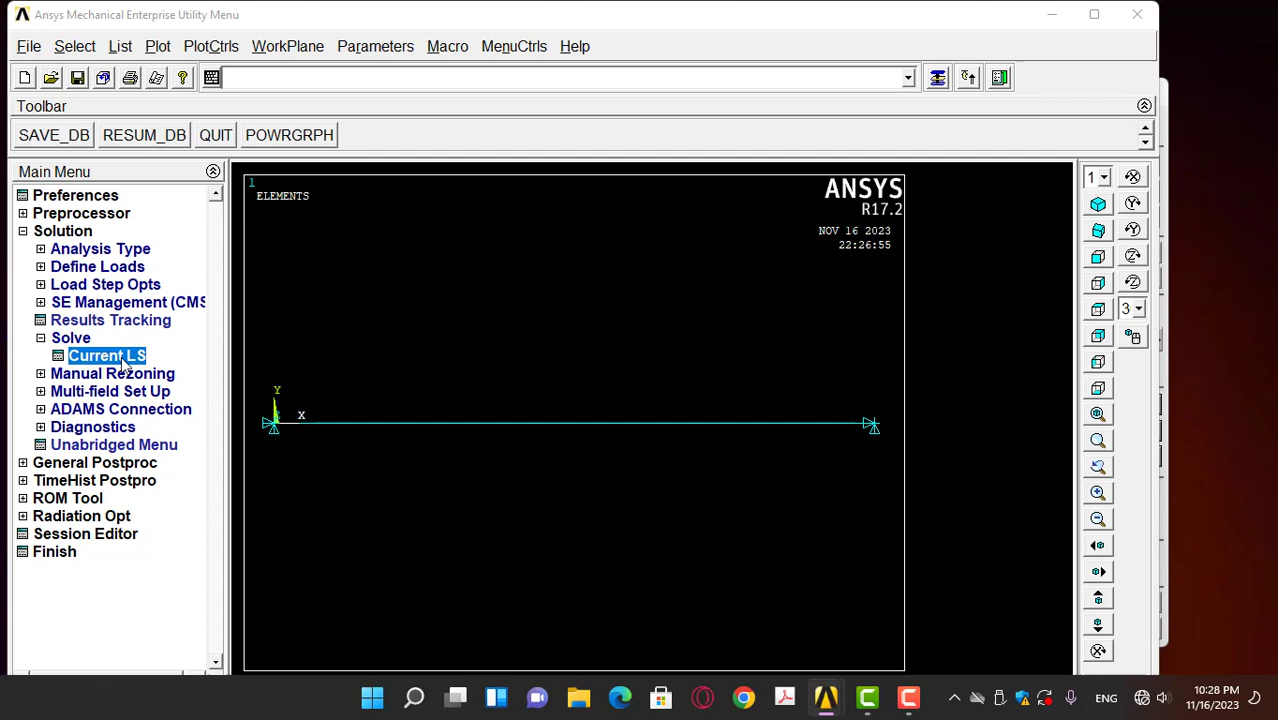 Ansys Mechanical Enterprise Utility Menu
File Select List Plot PlotCtrls WorkPlane Parameters Macro MenuCtrls Help
Toolbar
SAVE_DB RESUM_DB QUIT POWRGRPH
Main Menu
Preferences
Preprocessor
Solution
Analysis Type
Define Loads
Load Step Opts
SE Management (CMS
Results Tracking
Solve
Current LS
Manual Rezoning
Multi-field Set Up
ADAMS Connection
Diagnostics
Unabridged Menu
General Postproc
TimeHist Postpro
ROM Tool
Radiation Opt
Session Editor
Finish
1
ELEMENTS
ANSYS
R17.2
NOV 16 2023
22:26:55
Y
X
1
3
ENG
10:28 PM
11/16/2023